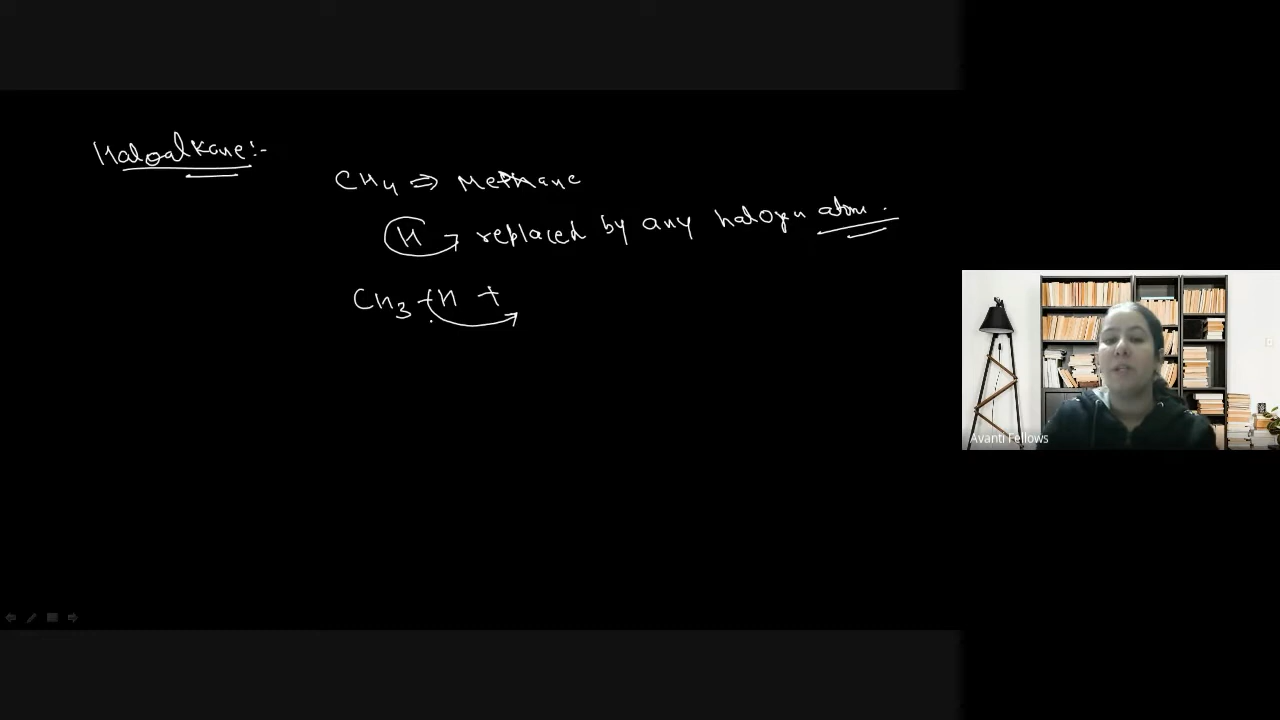 Haloalkane:-
CH4 ⇒ Methane
H → replaced by any halogen atom.
CH3-H +
Avanti Fellows